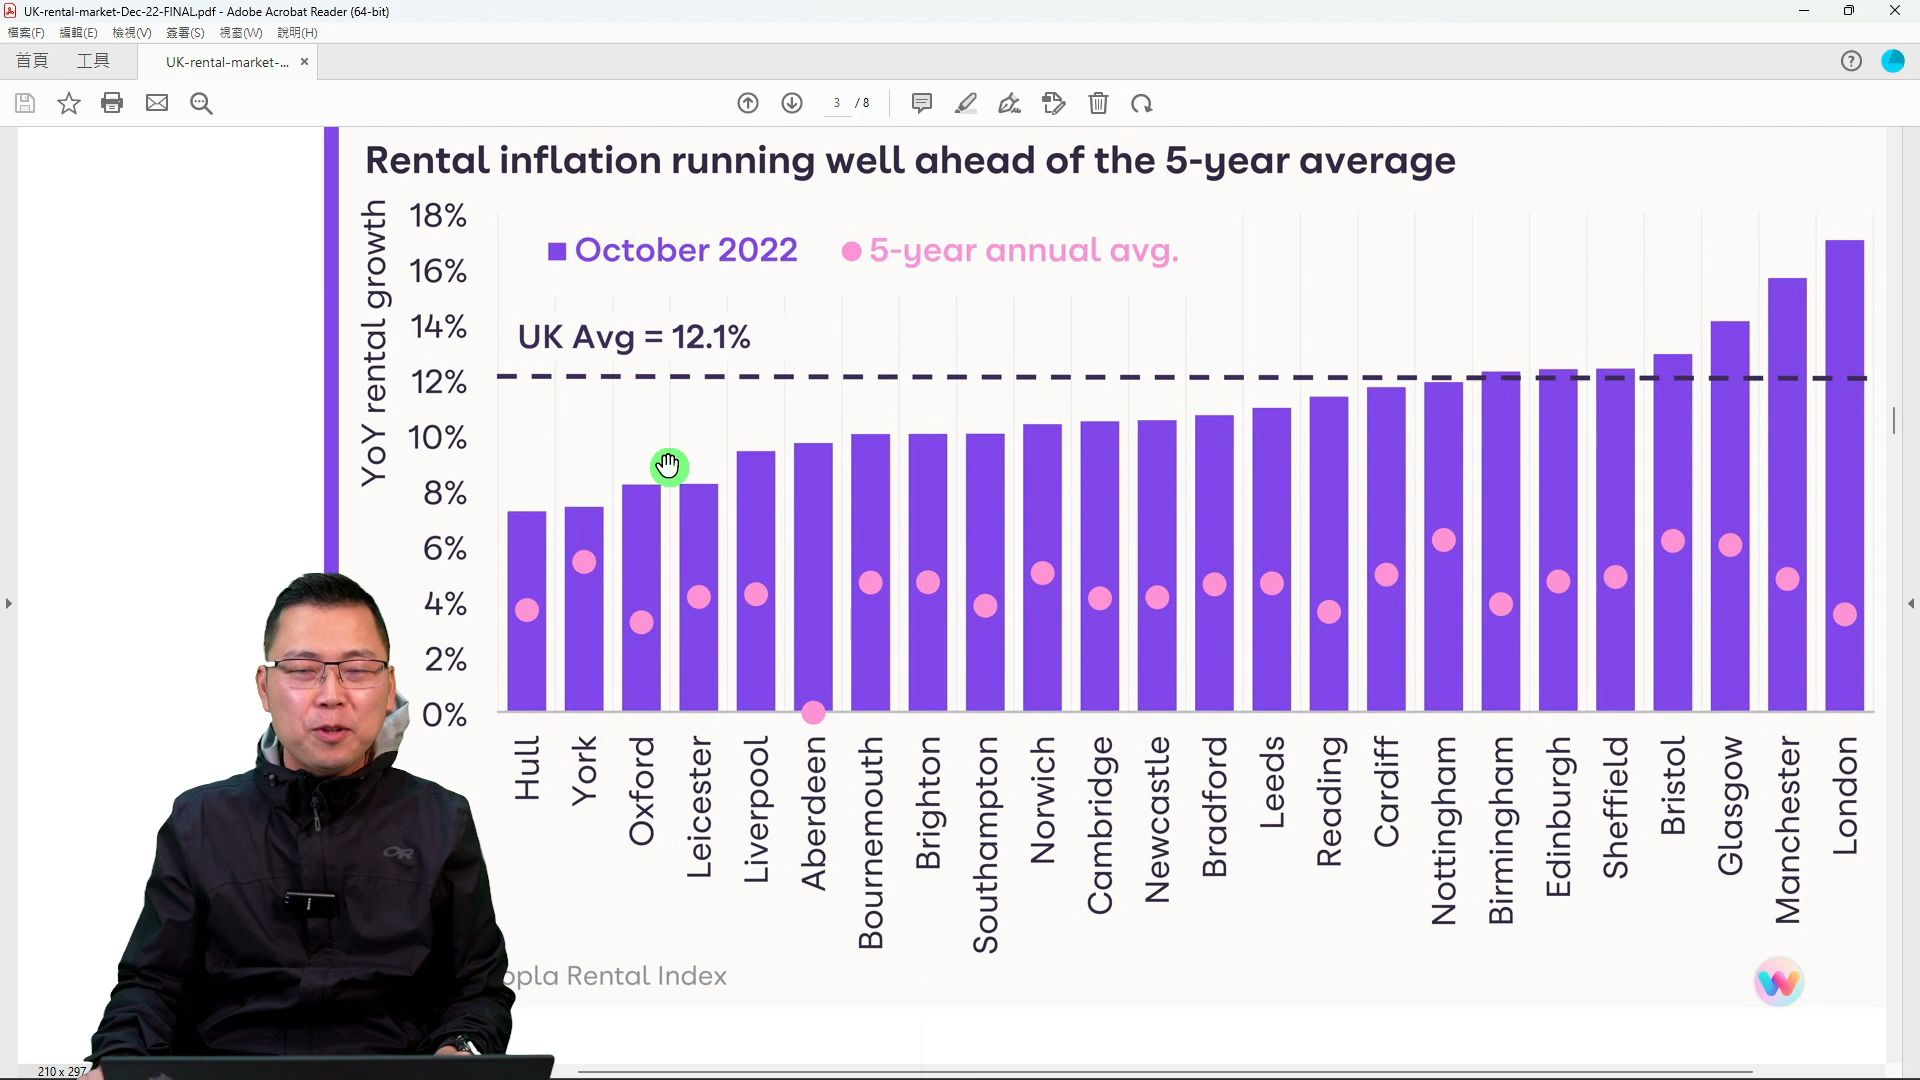 UK-rental-market-Dec-22-FINAL.pdf - Adobe Acrobat Reader (64-bit)
檔案(F) 編輯(E) 檢視(V) 簽署(S) 視窗(W) 說明(H)
首頁 工具 UK-rental-market-...
3 / 8
Rental inflation running well ahead of the 5-year average
YoY rental growth
18%
October 2022 5-year annual avg.
16%
14%
UK Avg = 12.1%
12%
10%
8%
6%
4%
2%
0%
Hull York Oxford Leicester Liverpool Aberdeen Bournemouth Brighton Southampton Norwich Cambridge Newcastle Bradford Leeds Reading Cardiff Nottingham Birmingham Edinburgh Sheffield Bristol Glasgow Manchester London
Rental Index
OR
210 x 297